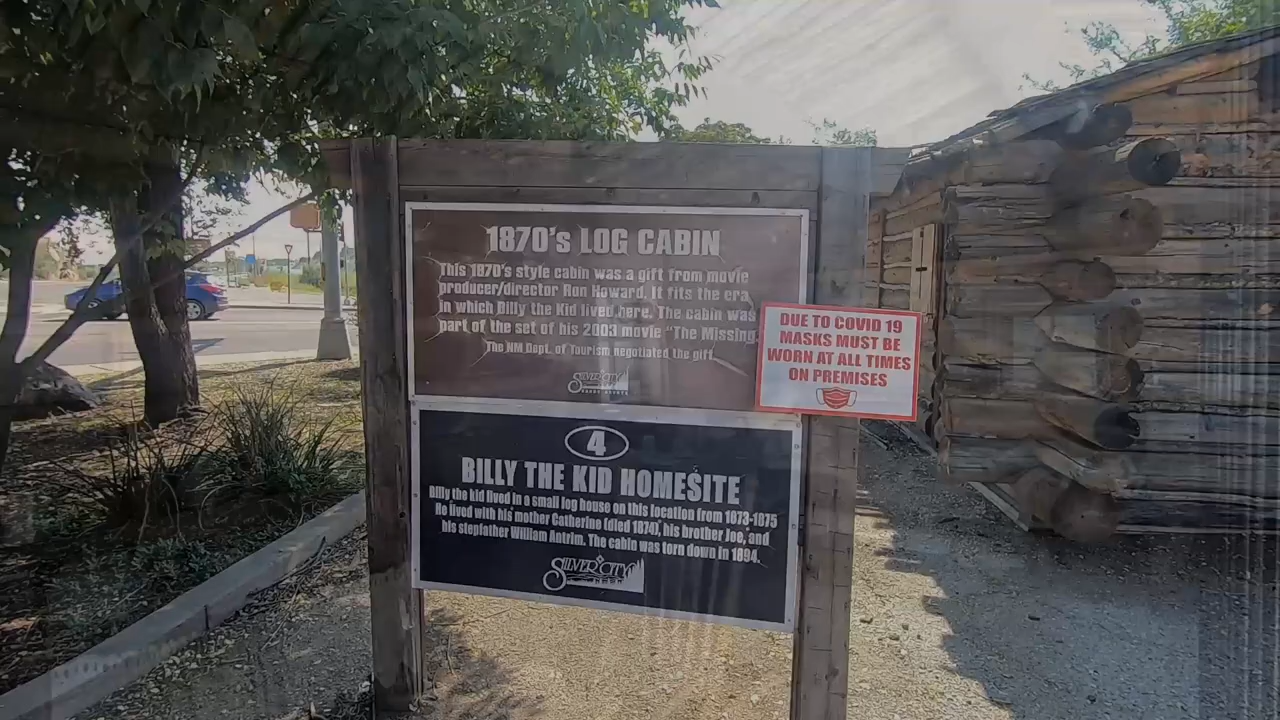 1870's LOG CABIN
This 1870's style cabin was a gift from movie
producer/director Ron Howard. It fits the era
in which Billy the Kid lived here. The cabin was
part of the set of his 2003 movie "The Missing
The NM Dept. of Tourism negotiated the gift
SILVER CITY
DUE TO COVID 19
MASKS MUST BE
WORN AT ALL TIMES
ON PREMISES
4
BILLY THE KID HOMESITE
Billy the kid lived in a small log house on this location from 1873-1875
He lived with his mother Catherine (died 1874), his brother Joe, and
his stepfather William Antrim. The cabin was torn down in 1894.
SILVER CITY